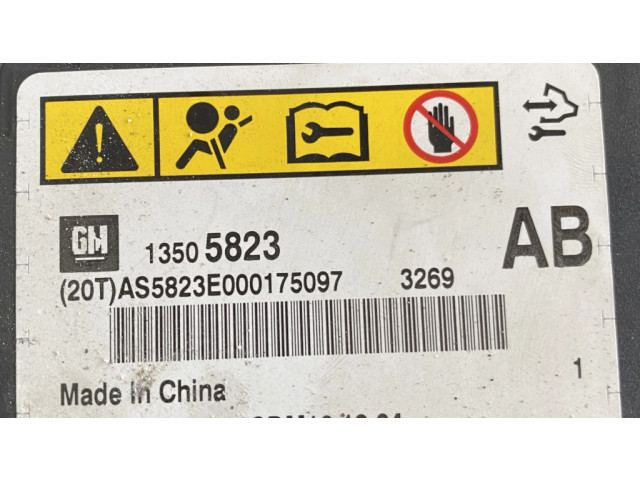 GM 1350 5823 AB
(20T)AS5823E000175097 3269
1
Made In China